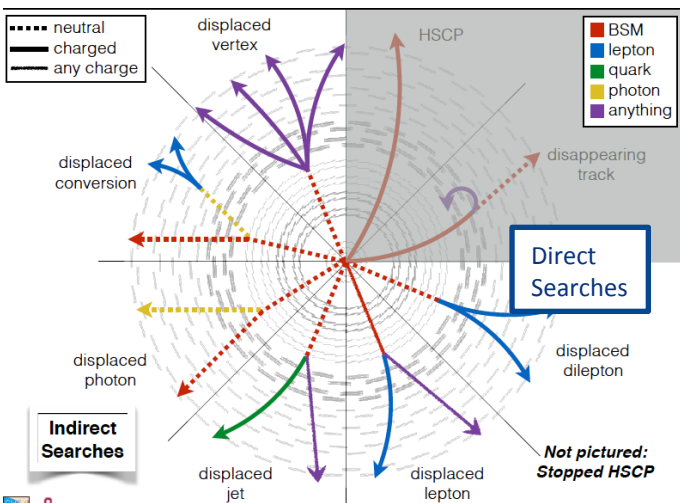 neutral
charged
any charge
displaced
vertex
HSCP
BSM
lepton
quark
photon
anything
displaced
conversion
disappearing
track
Direct
Searches
displaced
photon
displaced
dilepton
Indirect
Searches
displaced
jet
displaced
lepton
Not pictured:
Stopped HSCP